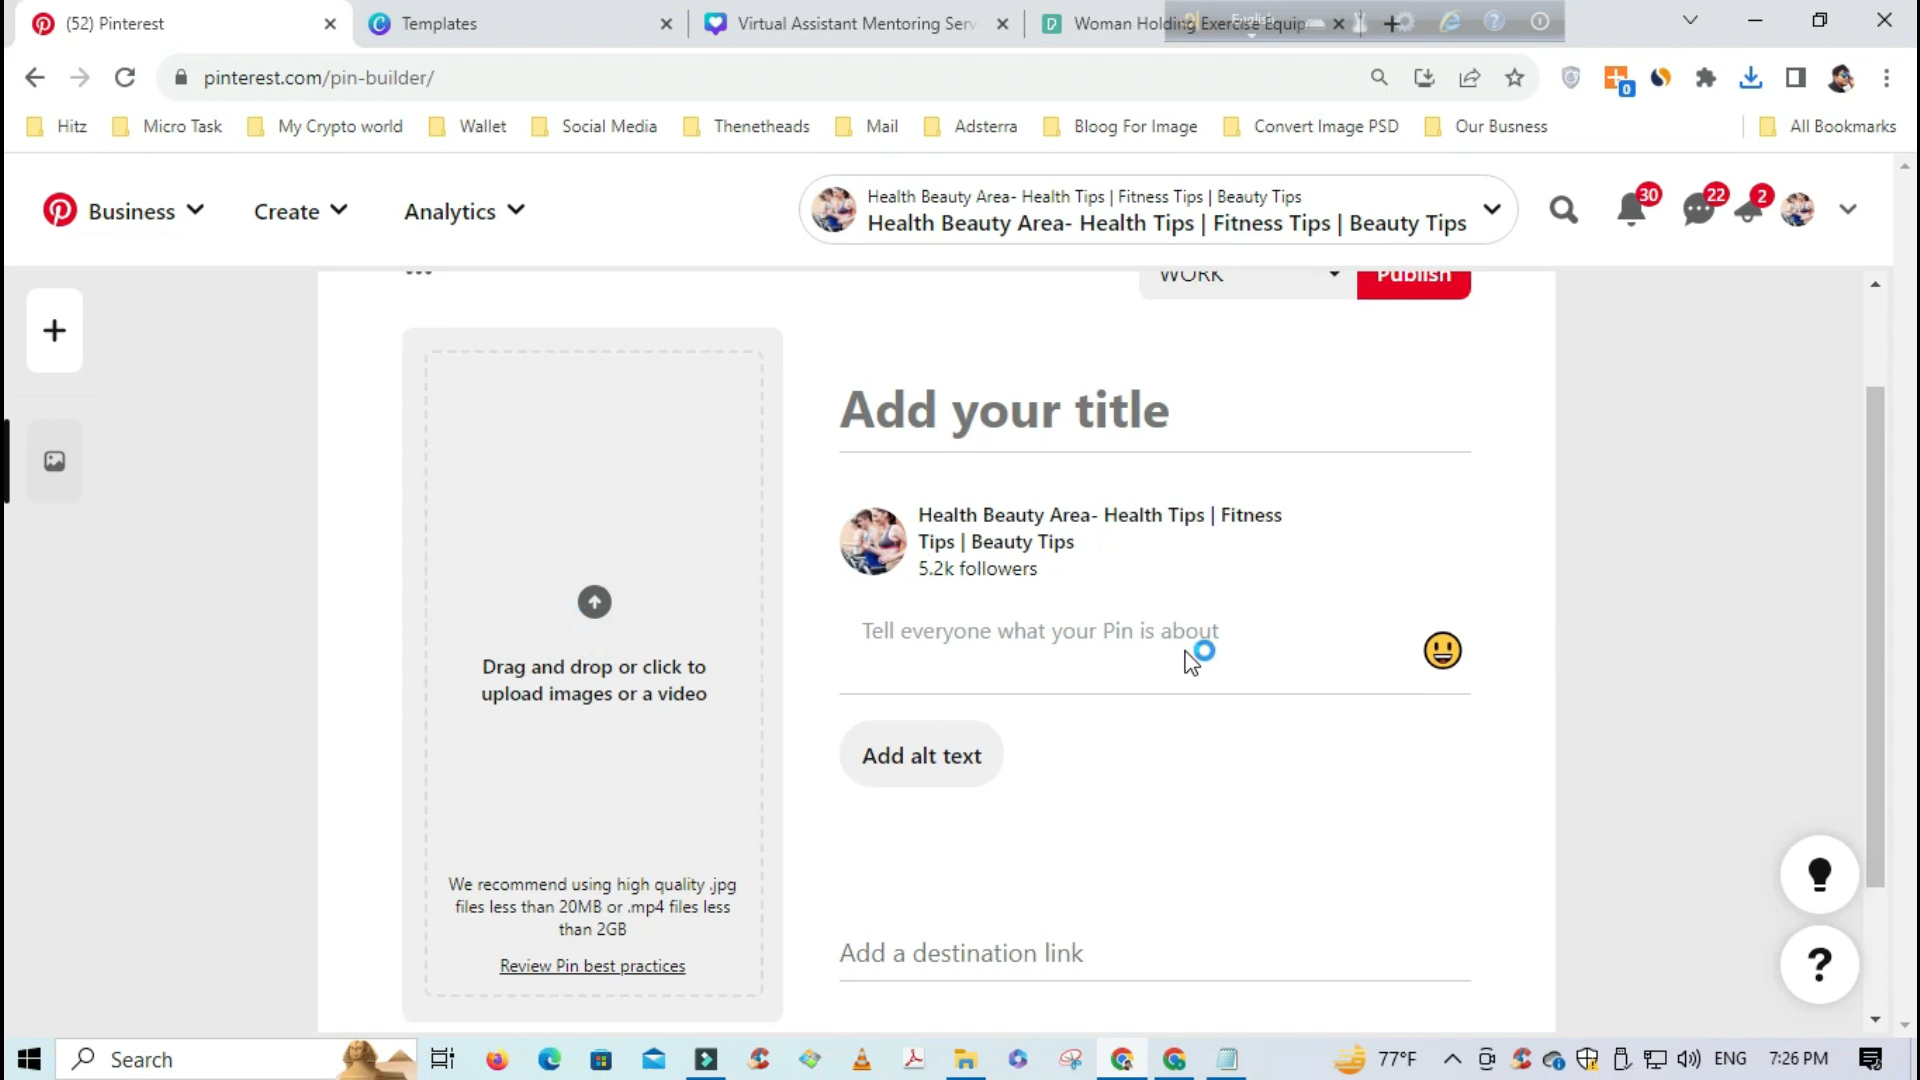 (52) Pinterest
Templates
Virtual Assistant Mentoring Serv
Woman Holding Exercise Equip
English
pinterest.com/pin-builder/
0
Hitz
Micro Task
My Crypto world
Wallet
Social Media
Thenetheads
Mail
Adsterra
Bloog For Image
Convert Image PSD
Our Busness
All Bookmarks
Business
Create
Analytics
Health Beauty Area- Health Tips | Fitness Tips | Beauty Tips
Health Beauty Area- Health Tips | Fitness Tips | Beauty Tips
30
22
2
WORK
Publish
Add your title
Health Beauty Area- Health Tips | Fitness
Tips | Beauty Tips
5.2k followers
Tell everyone what your Pin is about
Drag and drop or click to
upload images or a video
Add alt text
We recommend using high quality .jpg
files less than 20MB or .mp4 files less
than 2GB
Review Pin best practices
Add a destination link
Search
77°F
ENG
7:26 PM